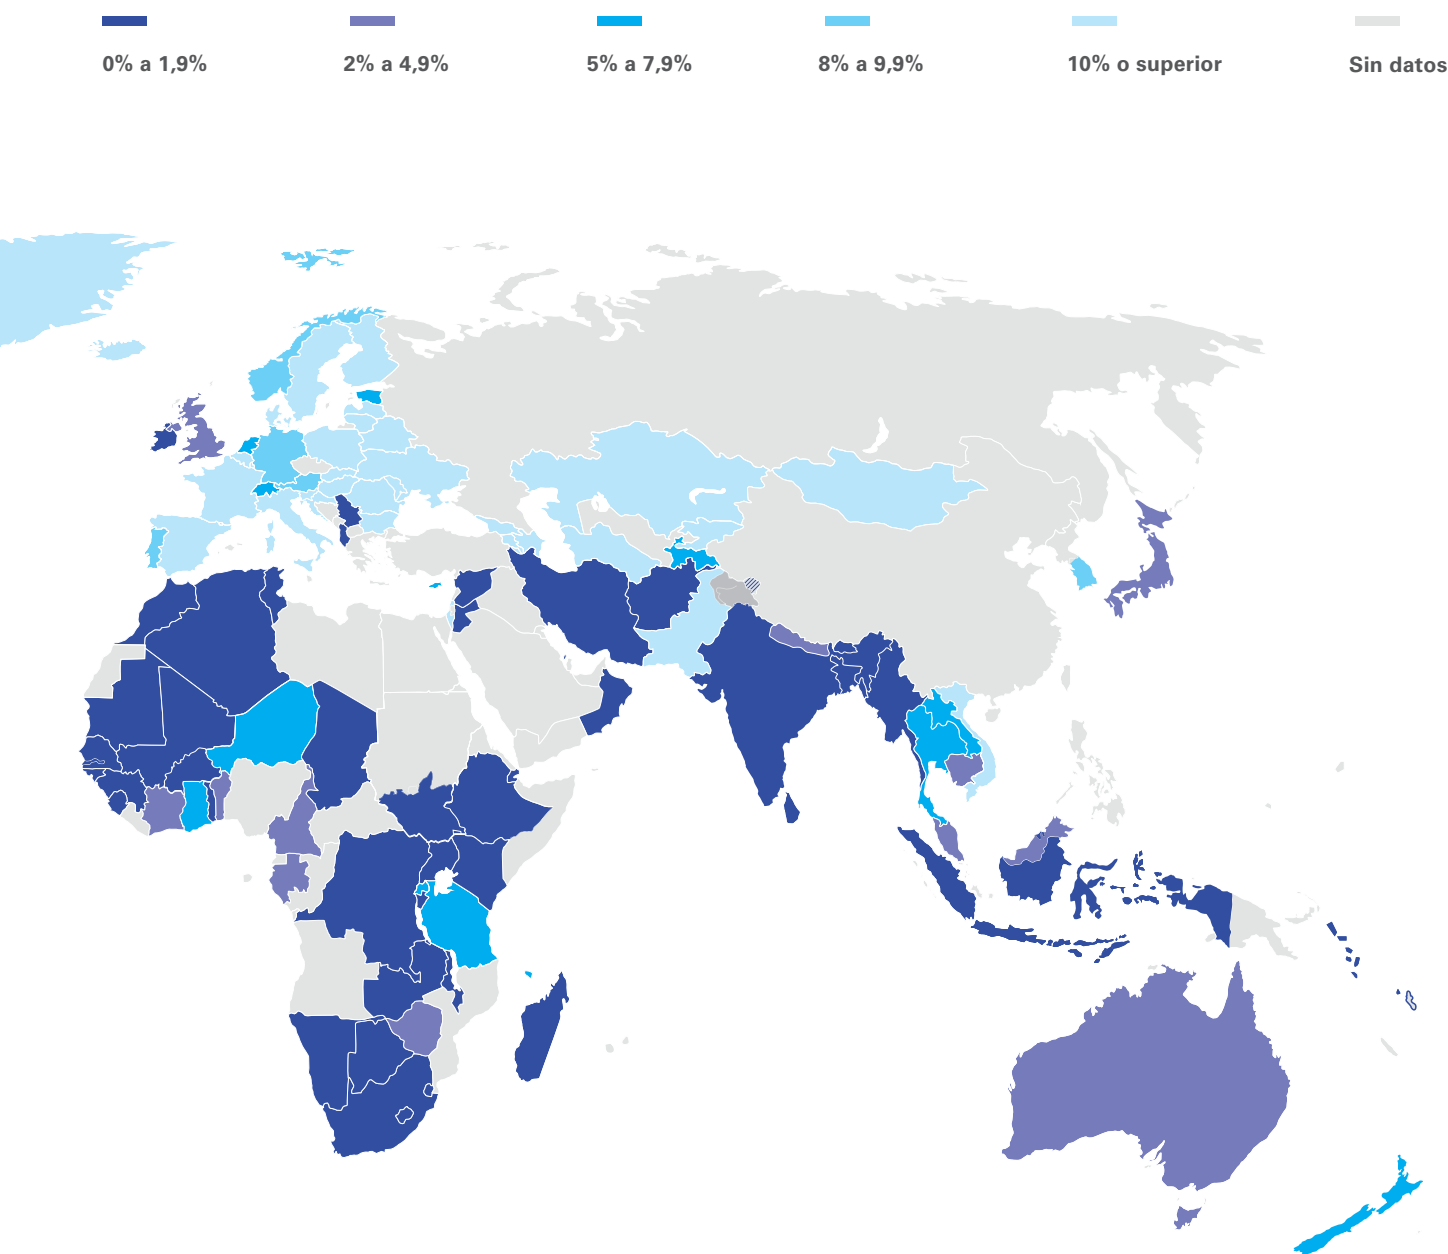 0% a 1,9%
2% a 4,9%
5% a 7,9%
8% a 9,9%
10% o superior
Sin datos